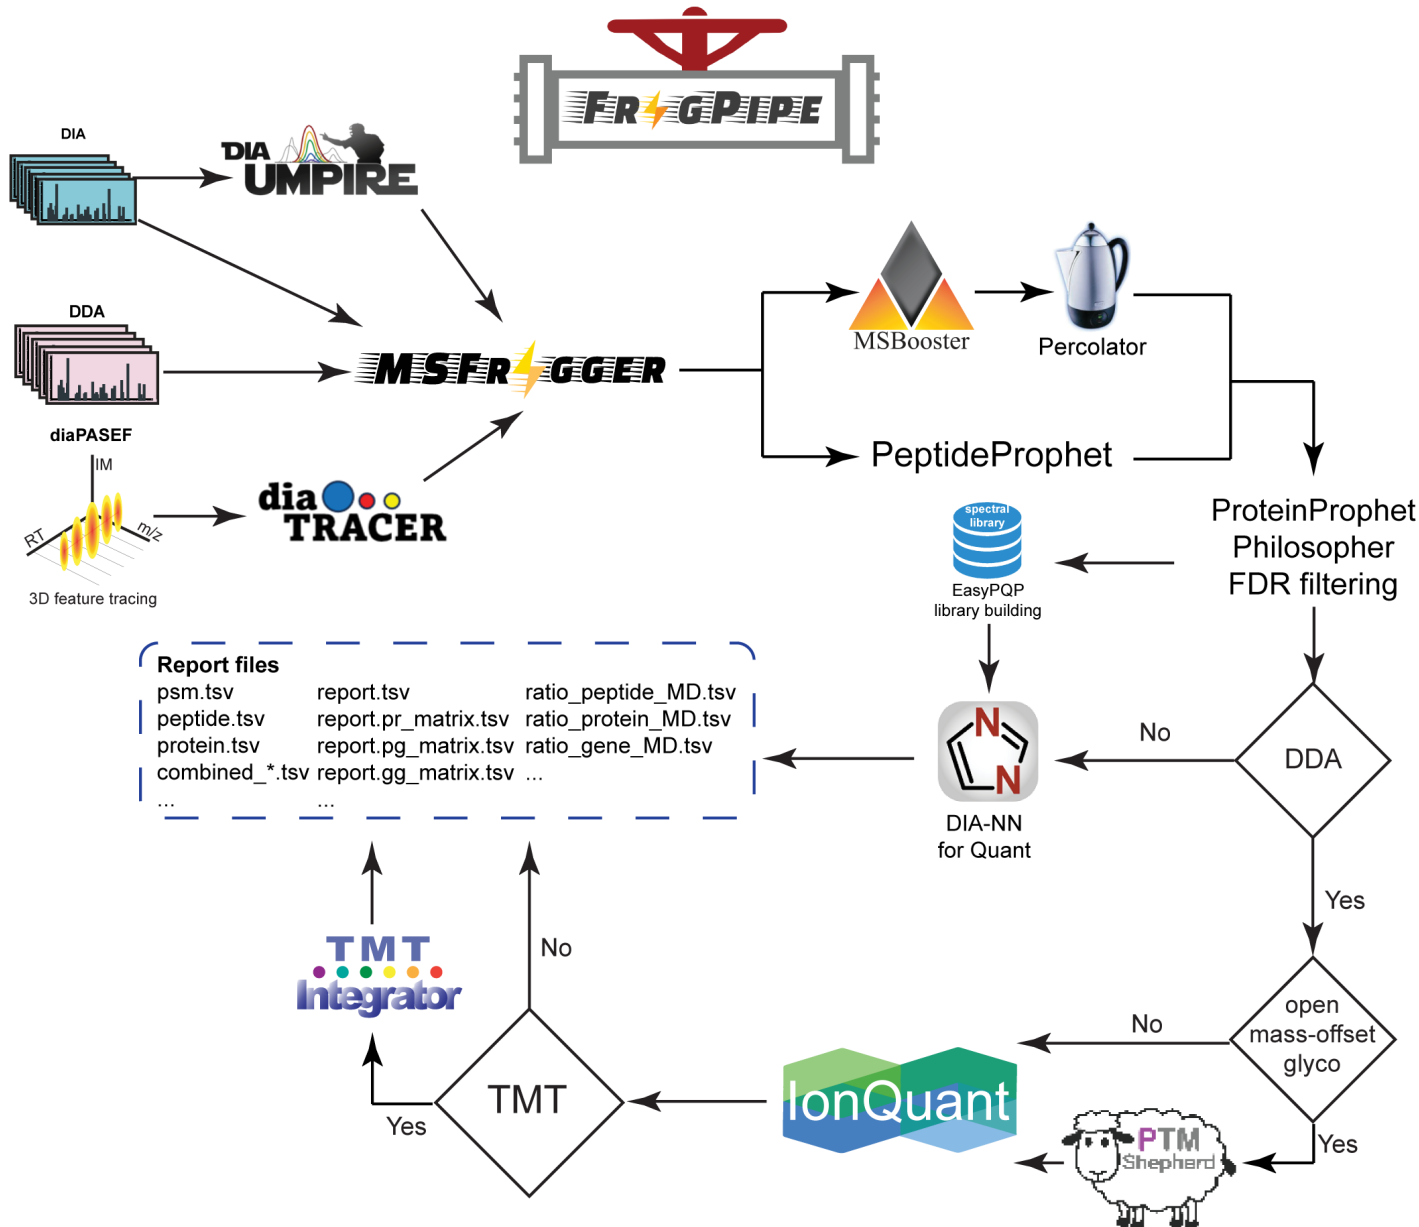 FragPipe
DIA
DIA
UMPIRE
DDA
MSFragger
MSBooster
Percolator
PeptideProphet
diaPASEF
IM
RT
m/z
3D feature tracing
dia
TRACER
spectral
library
EasyPQP
library building
ProteinProphet
Philosopher
FDR filtering
Report files
psm.tsv
peptide.tsv
protein.tsv
combined_*.tsv
...
report.tsv
report.pr_matrix.tsv
report.pg_matrix.tsv
report.gg_matrix.tsv
...
ratio_peptide_MD.tsv
ratio_protein_MD.tsv
ratio_gene_MD.tsv
...
N
N
DIA-NN
for Quant
No
DDA
Yes
open
mass-offset
glyco
No
Yes
PTM
Shepherd
IonQuant
TMT
No
Yes
TMT
Integrator